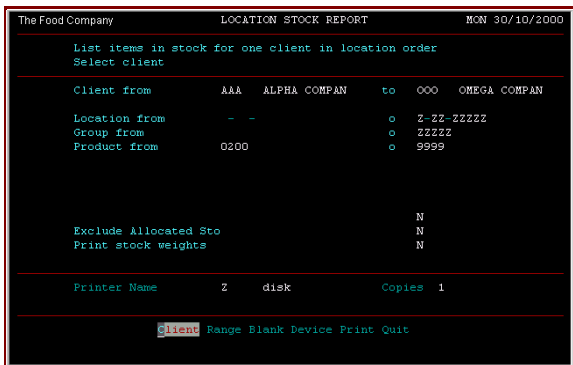 The Food Company LOCATION STOCK REPORT MON 30/10/2000
List items in stock for one client in location order
Select client
Client from AAA ALPHA COMPAN to OOO OMEGA COMPAN
Location from - - o Z-ZZ-ZZZZZ
Group from o ZZZZZ
Product from 0200 o 9999
N
Exclude Allocated Sto N
Print stock weights N
Printer Name Z disk Copies 1
Client Range Blank Device Print Quit